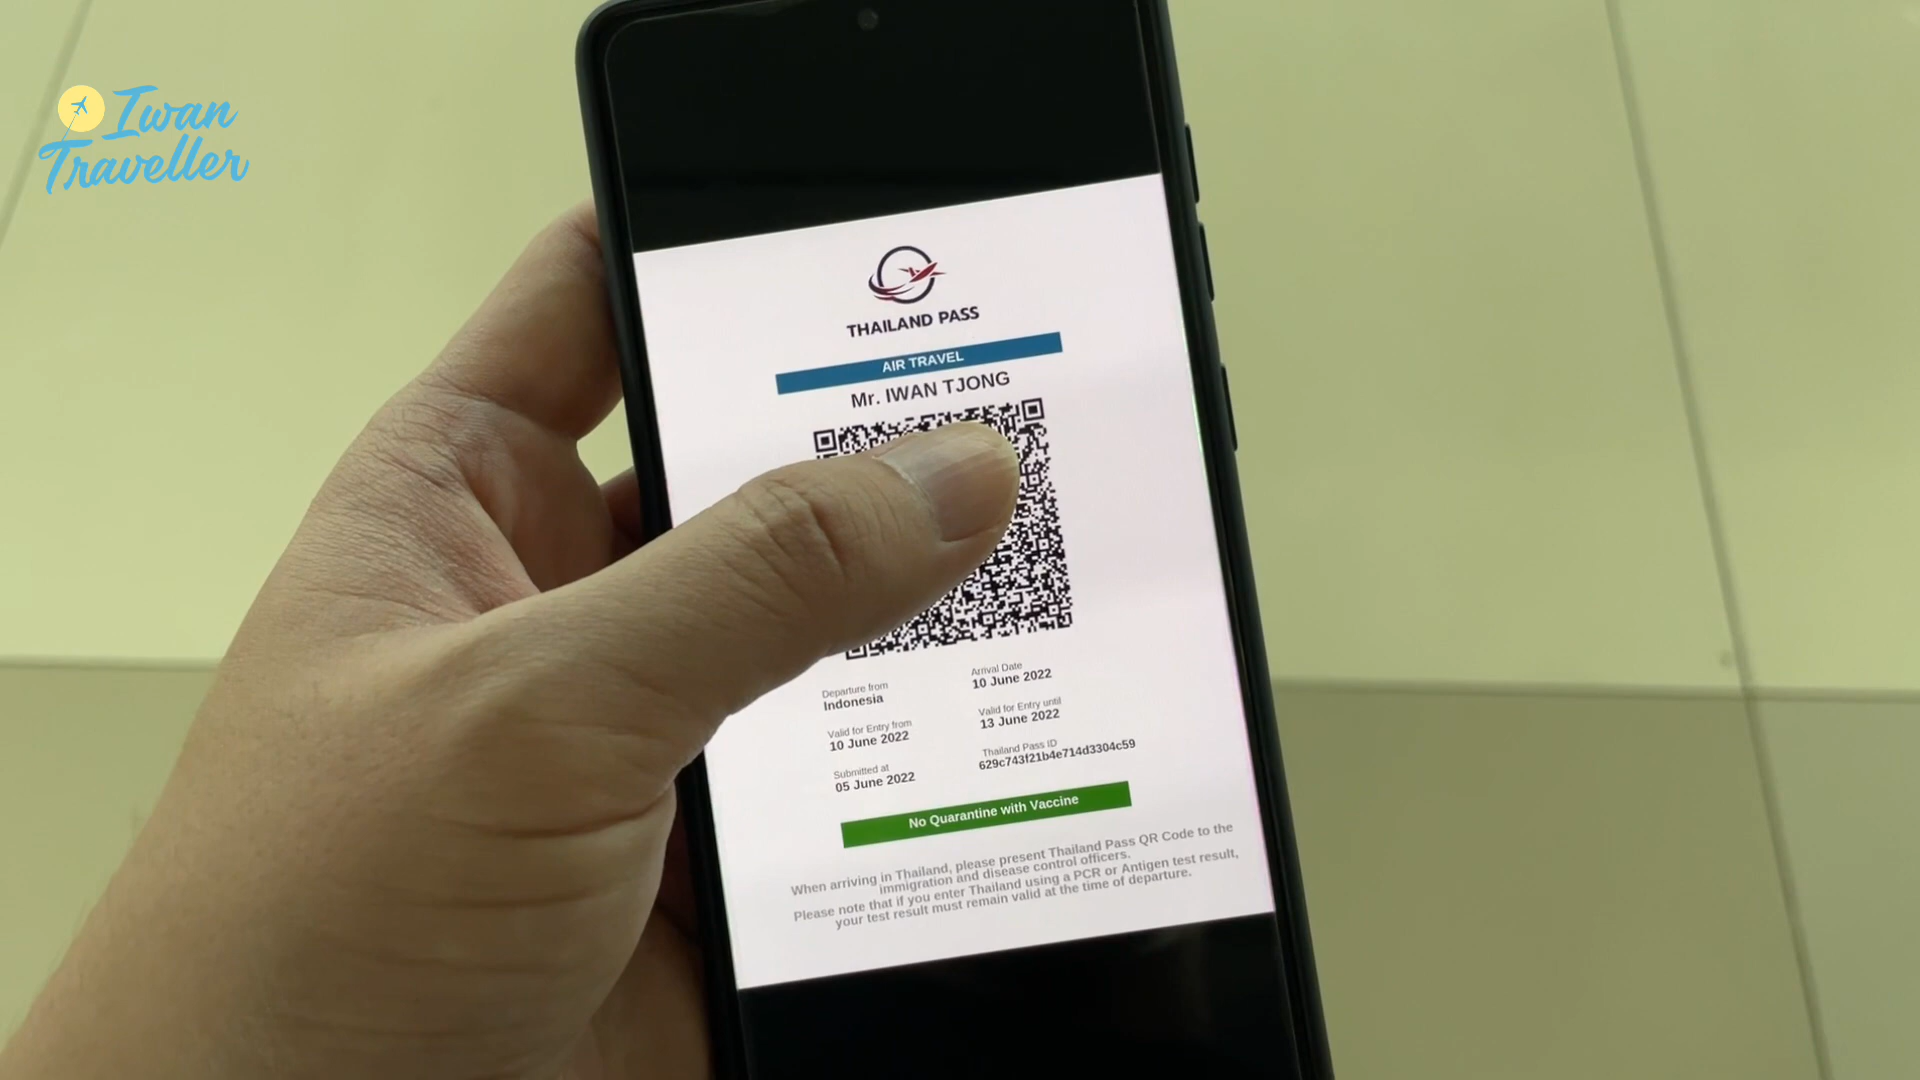 Iwan
Traveller
THAILAND PASS
AIR TRAVEL
Mr. IWAN TJONG
Departure from
Indonesia
Arrival Date
10 June 2022
Valid for Entry from
10 June 2022
Valid for Entry until
13 June 2022
Submitted at
05 June 2022
Thailand Pass ID
629c743f21b4e714d3304c59
No Quarantine with Vaccine
When arriving in Thailand, please present Thailand Pass QR Code to the
immigration and disease control officers.
Please note that if you enter Thailand using a PCR or Antigen test result,
your test result must remain valid at the time of departure.